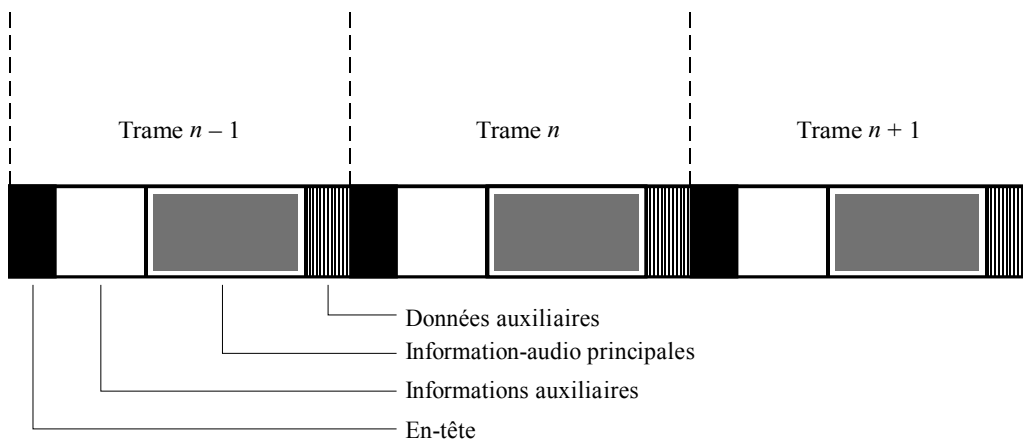 Trame n – 1
Trame n
Trame n + 1
Données auxiliaires
Information-audio principales
Informations auxiliaires
En-tête